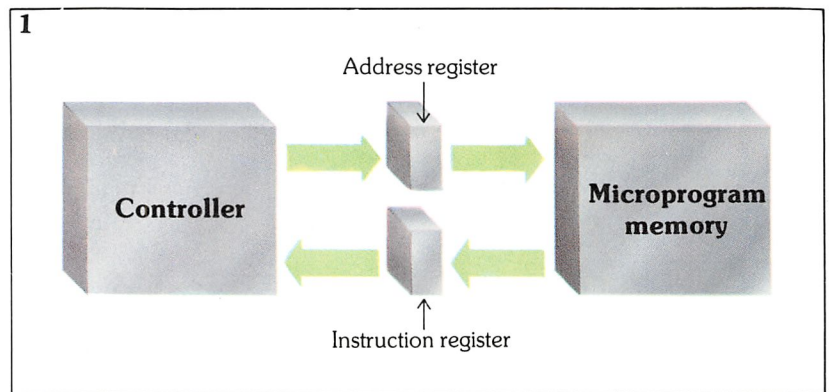 1
Address register
Controller
Microprogram
memory
Instruction register